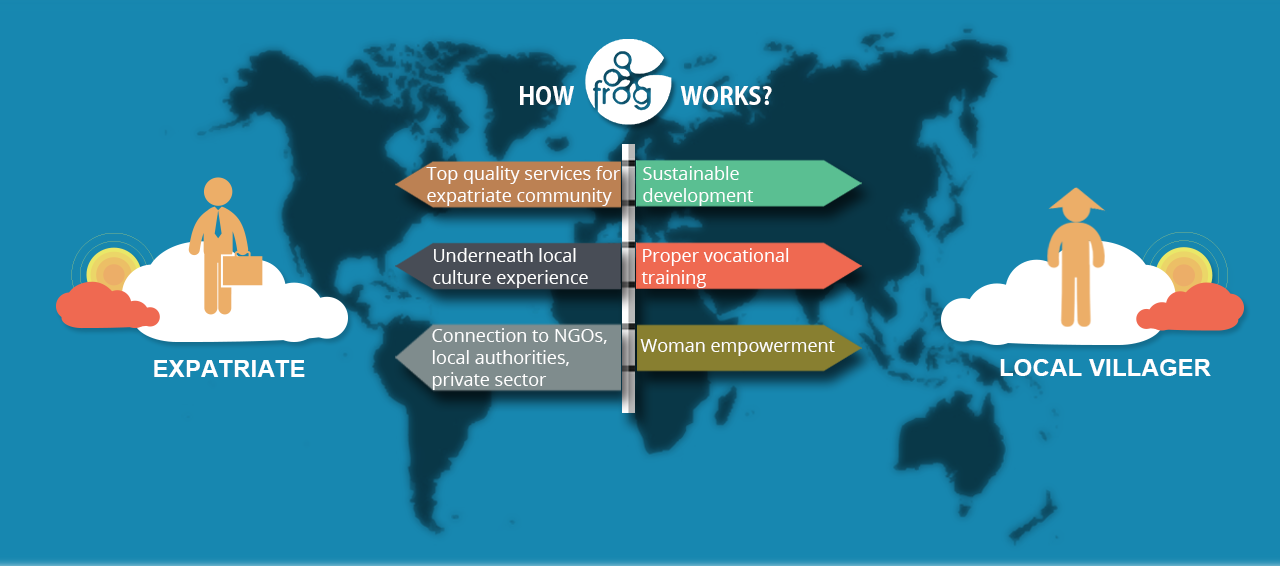 HOW frog WORKS?
Top quality services for
expatriate community
Sustainable
development
Underneath local
culture experience
Proper vocational
training
Connection to NGOs,
local authorities,
private sector
Woman empowerment
EXPATRIATE
LOCAL VILLAGER